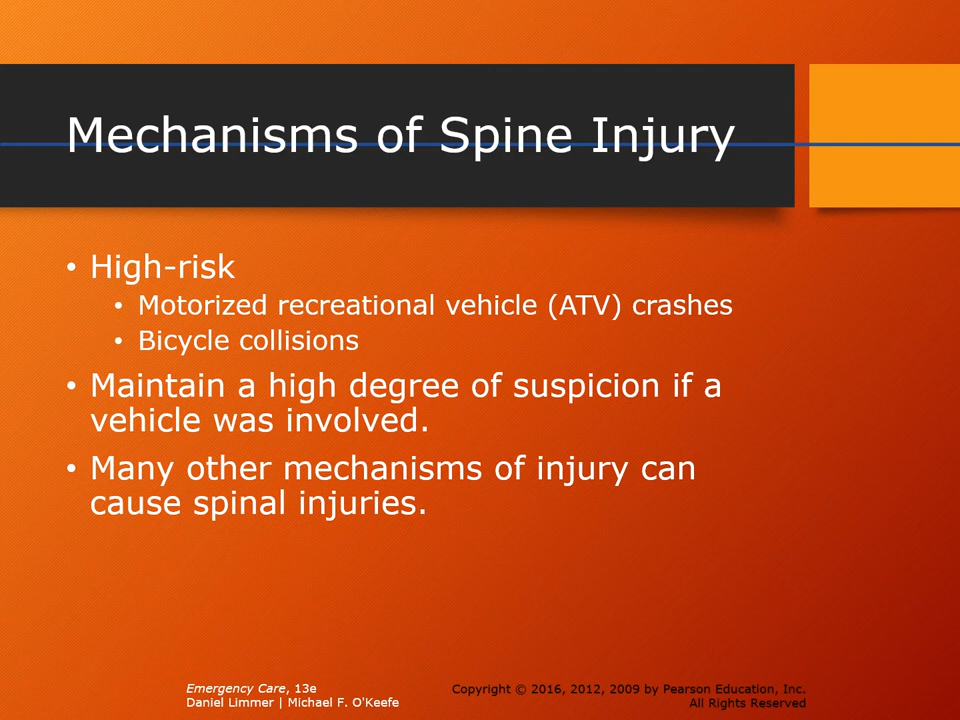 Mechanisms of Spine Injury
• High-risk
• Motorized recreational vehicle (ATV) crashes
• Bicycle collisions
• Maintain a high degree of suspicion if a
vehicle was involved.
• Many other mechanisms of injury can
cause spinal injuries.
Emergency Care, 13e
Daniel Limmer | Michael F. O'Keefe
Copyright © 2016, 2012, 2009 by Pearson Education, Inc.
All Rights Reserved